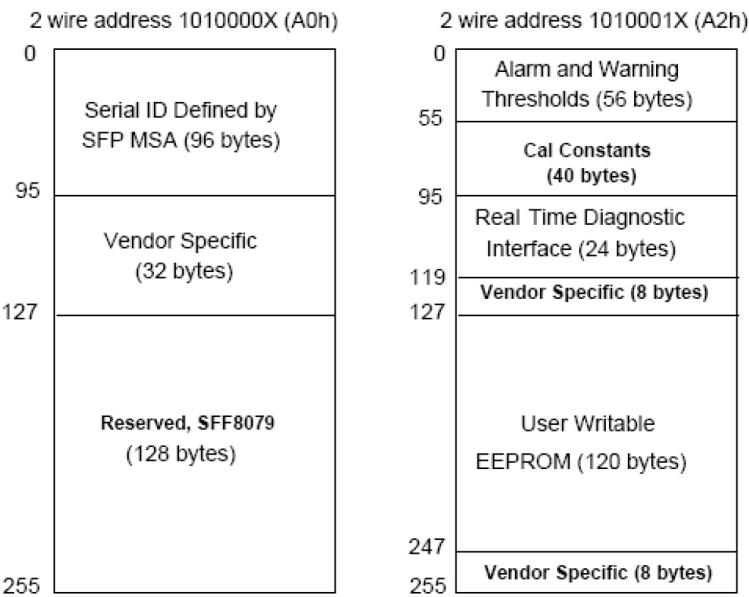 2 wire address 1010000X (A0h)
0
Serial ID Defined by
SFP MSA (96 bytes)
95
Vendor Specific
(32 bytes)
127
Reserved, SFF8079
(128 bytes)
255
2 wire address 1010001X (A2h)
0
Alarm and Warning
Thresholds (56 bytes)
55
Cal Constants
(40 bytes)
95
Real Time Diagnostic
Interface (24 bytes)
119
Vendor Specific (8 bytes)
127
User Writable
EEPROM (120 bytes)
247
Vendor Specific (8 bytes)
255